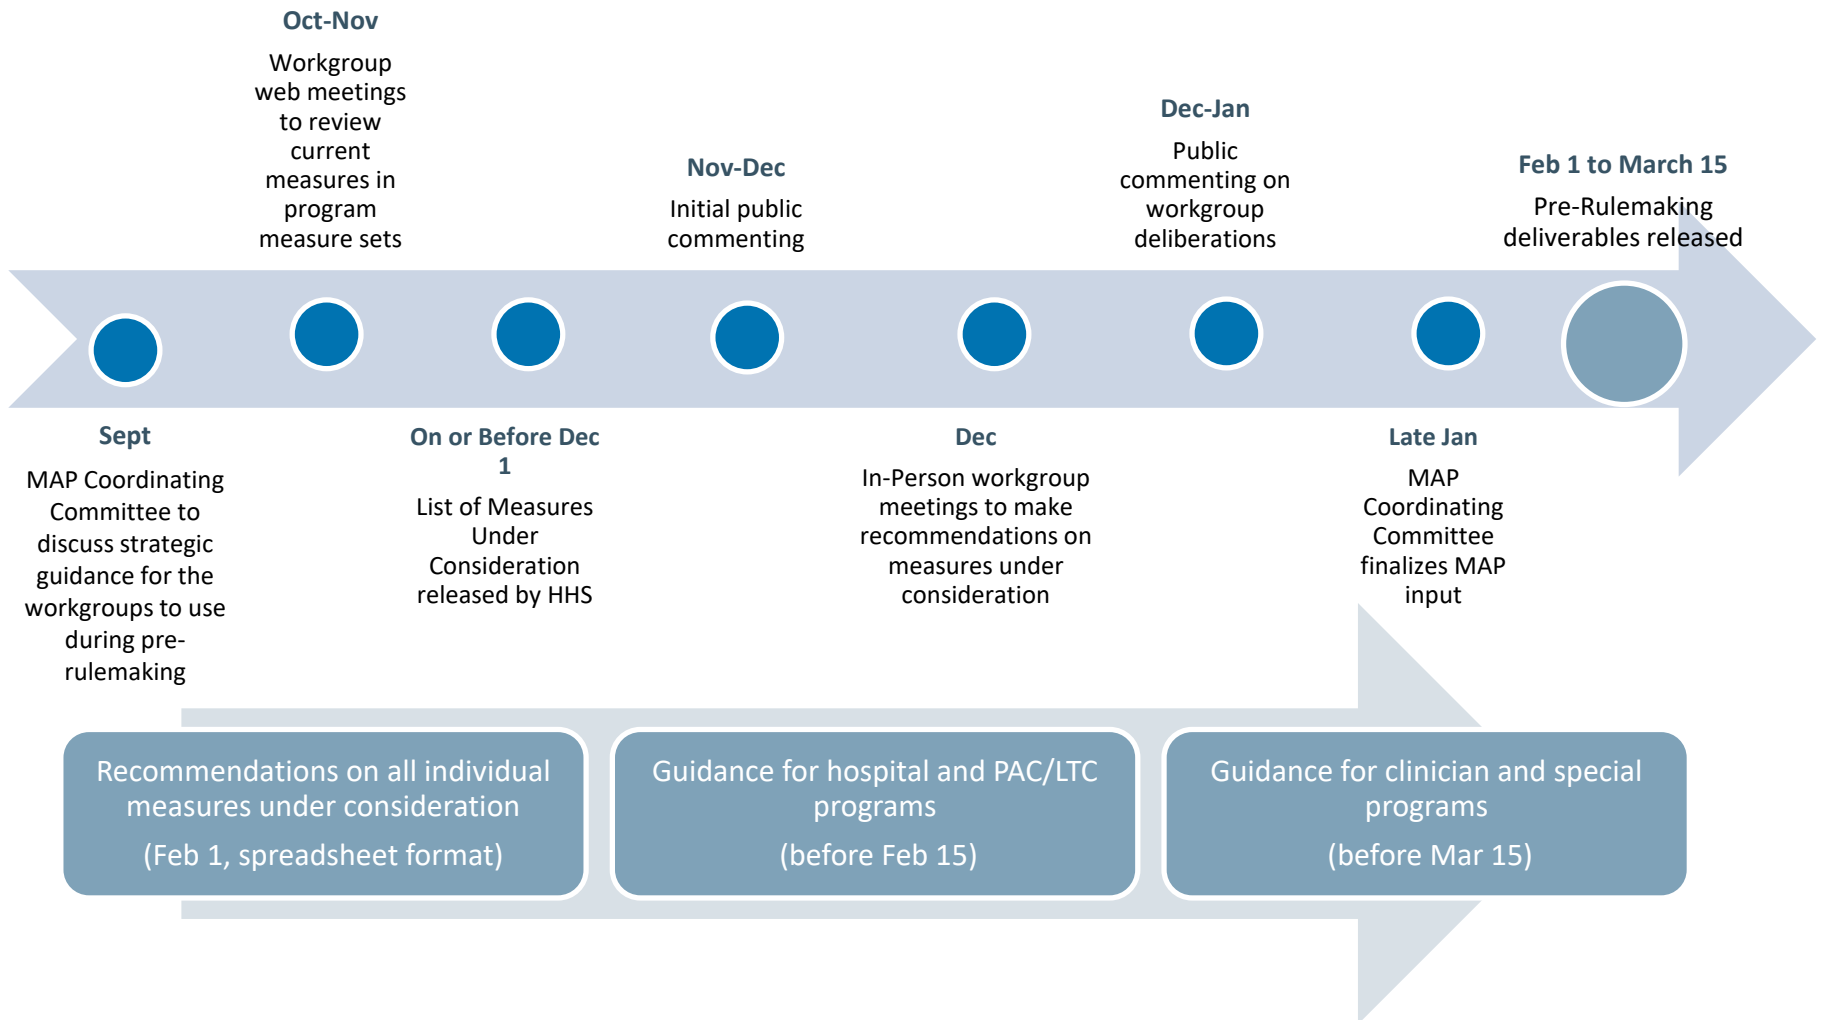 Oct-Nov
Workgroup
web meetings
to review
current
measures in
program
measure sets
Nov-Dec
Initial public
commenting
Dec-Jan
Public
commenting on
workgroup
deliberations
Feb 1 to March 15
Pre-Rulemaking
deliverables released
Sept
MAP Coordinating
Committee to
discuss strategic
guidance for the
workgroups to use
during pre-
rulemaking
On or Before Dec
1
List of Measures
Under
Consideration
released by HHS
Dec
In-Person workgroup
meetings to make
recommendations on
measures under
consideration
Late Jan
MAP
Coordinating
Committee
finalizes MAP
input
Recommendations on all individual
measures under consideration
(Feb 1, spreadsheet format)
Guidance for hospital and PAC/LTC
programs
(before Feb 15)
Guidance for clinician and special
programs
(before Mar 15)